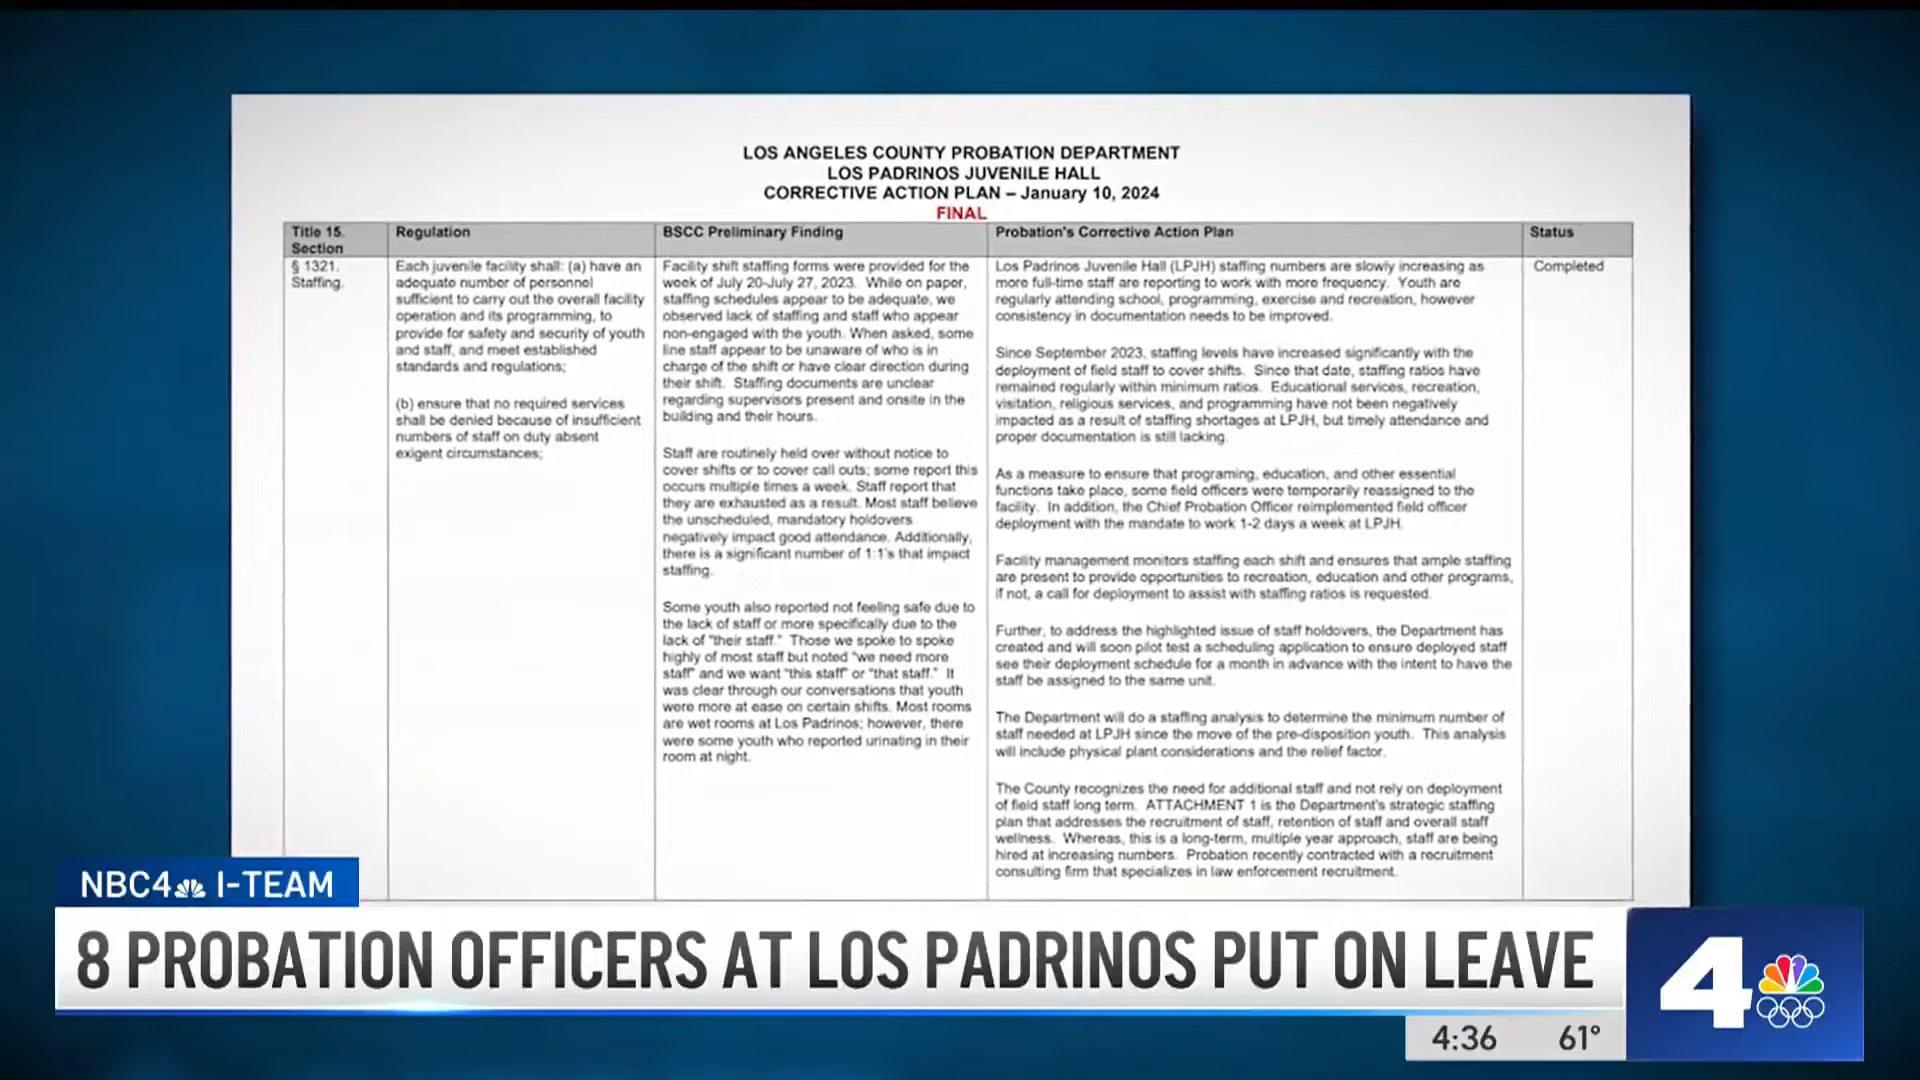 LOS ANGELES COUNTY PROBATION DEPARTMENT
LOS PADRINOS JUVENILE HALL
CORRECTIVE ACTION PLAN – January 10, 2024
FINAL
Title 15.
Section
Regulation
BSCC Preliminary Finding
Probation's Corrective Action Plan
Status
§ 1321.
Staffing.
Each juvenile facility shall: (a) have an
adequate number of personnel
sufficient to carry out the overall facility
operation and its programming, to
provide for safety and security of youth
and staff, and meet established
standards and regulations;
(b) ensure that no required services
shall be denied because of insufficient
numbers of staff on duty absent
exigent circumstances;
Facility shift staffing forms were provided for the
week of July 20-July 27, 2023. While on paper,
staffing schedules appear to be adequate, we
observed lack of staffing and staff who appear
non-engaged with the youth. When asked, some
line staff appear to be unaware of who is in
charge of the shift or have clear direction during
their shift. Staffing documents are unclear
regarding supervisors present and onsite in the
building and their hours.
Staff are routinely held over without notice to
cover shifts or to cover call outs; some report this
occurs multiple times a week. Staff report that
they are exhausted as a result. Most staff believe
the unscheduled, mandatory holdovers
negatively impact good attendance. Additionally,
there is a significant number of 1:1's that impact
staffing.
Some youth also reported not feeling safe due to
the lack of staff or more specifically due to the
lack of "their staff." Those we spoke to spoke
highly of most staff but noted "we need more
staff" and we want "this staff" or "that staff." It
was clear through our conversations that youth
were more at ease on certain shifts. Most rooms
are wet rooms at Los Padrinos; however, there
were some youth who reported urinating in their
room at night.
Los Padrinos Juvenile Hall (LPJH) staffing numbers are slowly increasing as
more full-time staff are reporting to work with more frequency. Youth are
regularly attending school, programming, exercise and recreation, however
consistency in documentation needs to be improved.
Since September 2023, staffing levels have increased significantly with the
deployment of field staff to cover shifts. Since that date, staffing ratios have
remained regularly within minimum ratios. Educational services, recreation,
visitation, religious services, and programming have not been negatively
impacted as a result of staffing shortages at LPJH, but timely attendance and
proper documentation is still lacking.
As a measure to ensure that programing, education, and other essential
functions take place, some field officers were temporarily reassigned to the
facility. In addition, the Chief Probation Officer reimplemented field officer
deployment with the mandate to work 1-2 days a week at LPJH.
Facility management monitors staffing each shift and ensures that ample staffing
are present to provide opportunities to recreation, education and other programs,
if not, a call for deployment to assist with staffing ratios is requested.
Further, to address the highlighted issue of staff holdovers, the Department has
created and will soon pilot test a scheduling application to ensure deployed staff
see their deployment schedule for a month in advance with the intent to have the
staff be assigned to the same unit.
The Department will do a staffing analysis to determine the minimum number of
staff needed at LPJH since the move of the pre-disposition youth. This analysis
will include physical plant considerations and the relief factor.
The County recognizes the need for additional staff and not rely on deployment
of field staff long term. ATTACHMENT 1 is the Department's strategic staffing
plan that addresses the recruitment of staff, retention of staff and overall staff
wellness. Whereas, this is a long-term, multiple year approach, staff are being
hired at increasing numbers. Probation recently contracted with a recruitment
consulting firm that specializes in law enforcement recruitment.
Completed
NBC4 I-TEAM
8 PROBATION OFFICERS AT LOS PADRINOS PUT ON LEAVE
4
4:36 61°